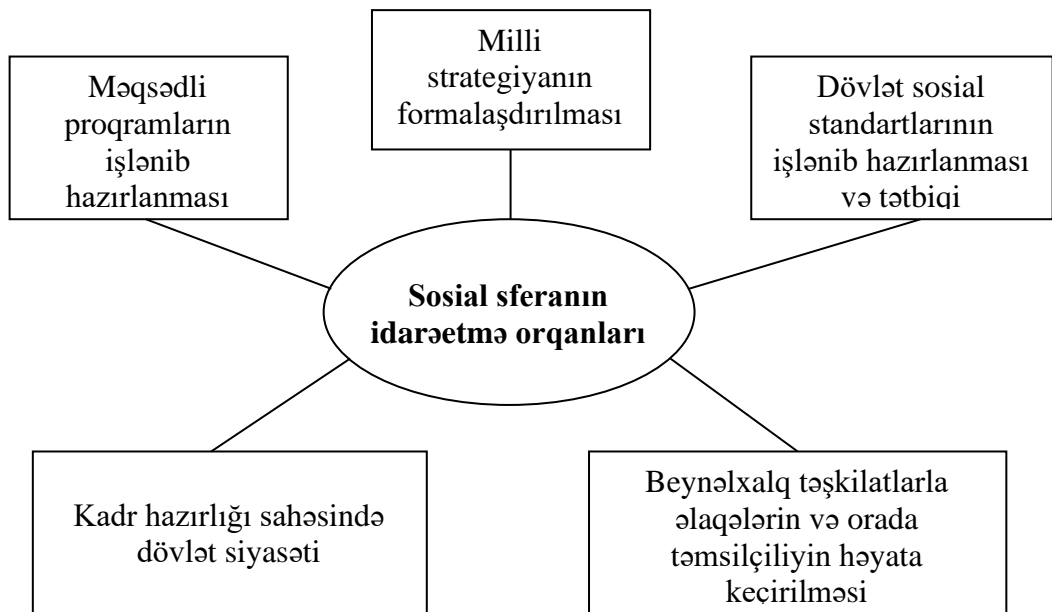 Milli
strategiyanın
formalaşdırılması
Məqsədli
proqramların
işlənib
hazırlanması
Dövlət sosial
standartlarının
işlənib hazırlanması
və tətbiqi
Sosial sferanın
idarəetmə orqanları
Kadr hazırlığı sahəsində
dövlət siyasəti
Beynəlxalq təşkilatlarla
əlaqələrin və orada
təmsilçiliyin həyata
keçirilməsi